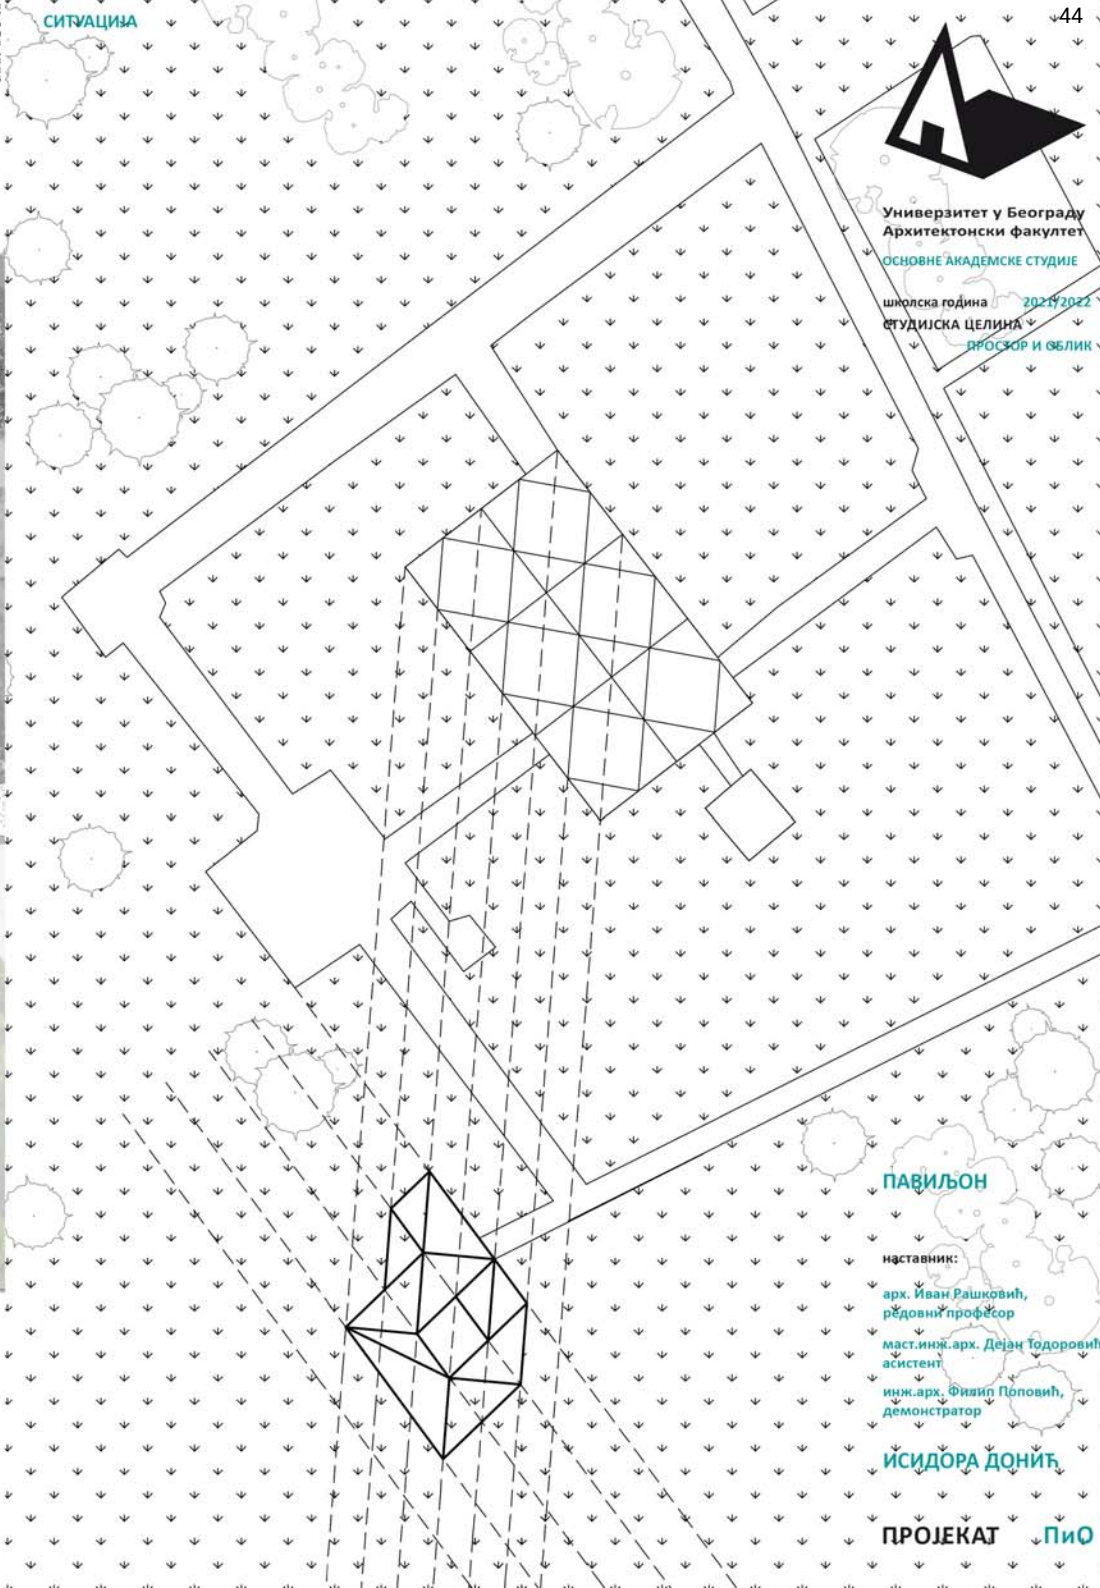 СИТУАЦИЈА
44
Универзитет у Београду
Архитектонски факултет
ОСНОВНЕ АКАДЕМСКЕ СТУДИЈЕ
школска година 2021/2022
СТУДИЈСКА ЦЕЛИНА
ПРОСТОР И ОБЛИК
ПАВИЉОН
наставник:
арх. Иван Рашковић,
редовни професор
маст.инж.арх. Дејан Тодоровић
асистент
инж.арх. Филип Поповић,
демонстратор
ИСИДОРА ДОНИЋ
ПРОЈЕКАТ ПиО